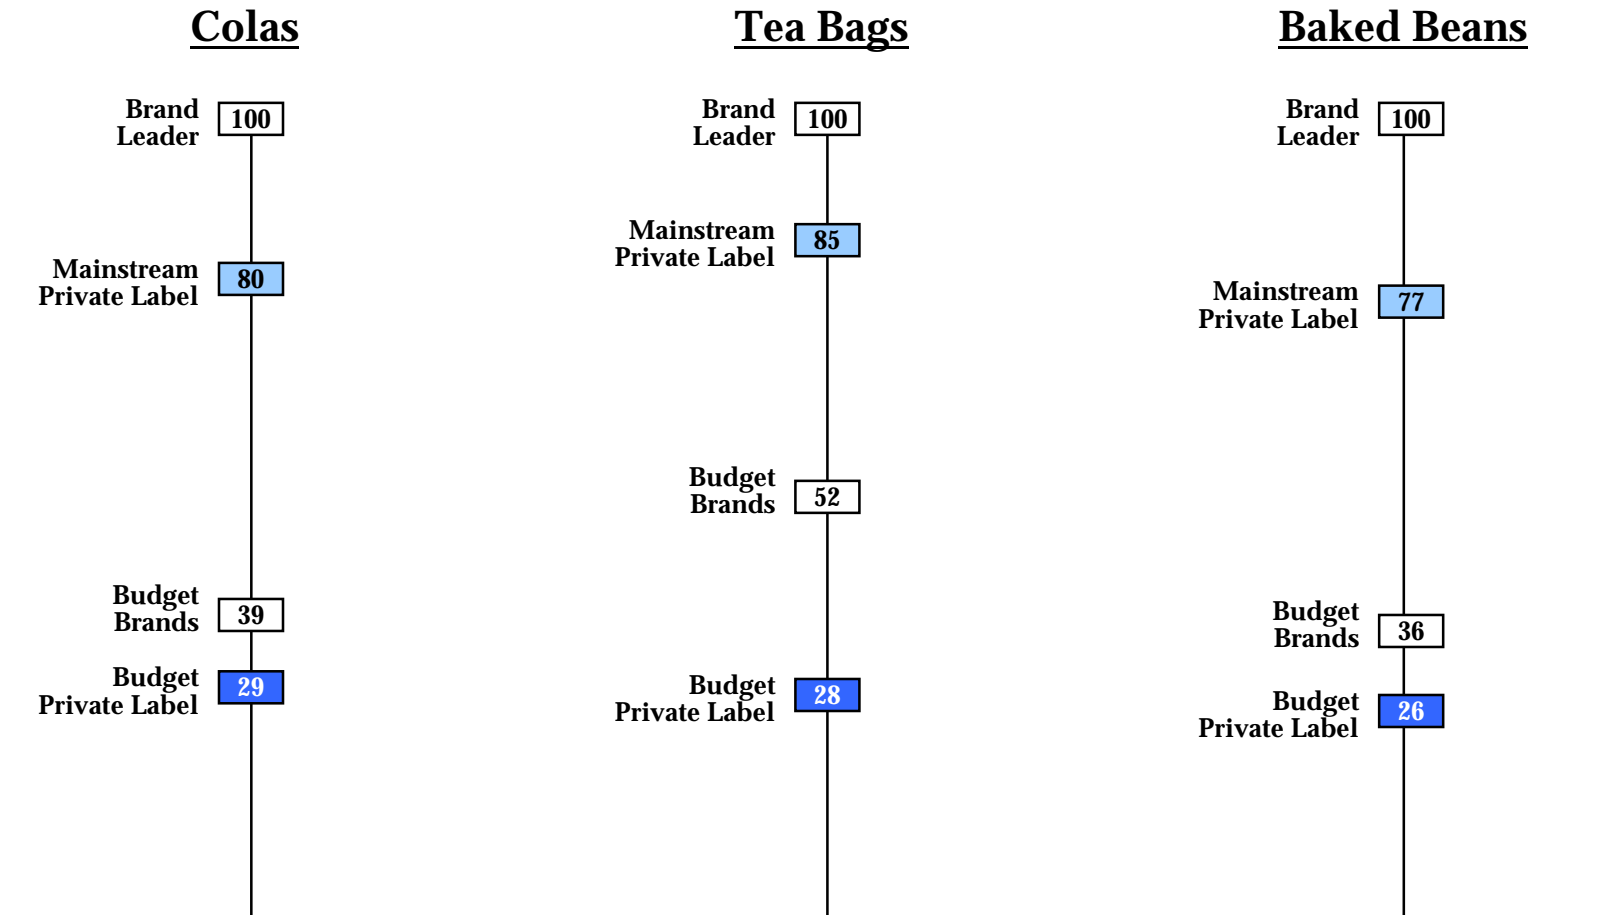 Colas
Tea Bags
Baked Beans
Brand
Leader
100
Mainstream
Private Label
80
Budget
Brands
39
Budget
Private Label
29
Brand
Leader
100
Mainstream
Private Label
85
Budget
Brands
52
Budget
Private Label
28
Brand
Leader
100
Mainstream
Private Label
77
Budget
Brands
36
Budget
Private Label
26